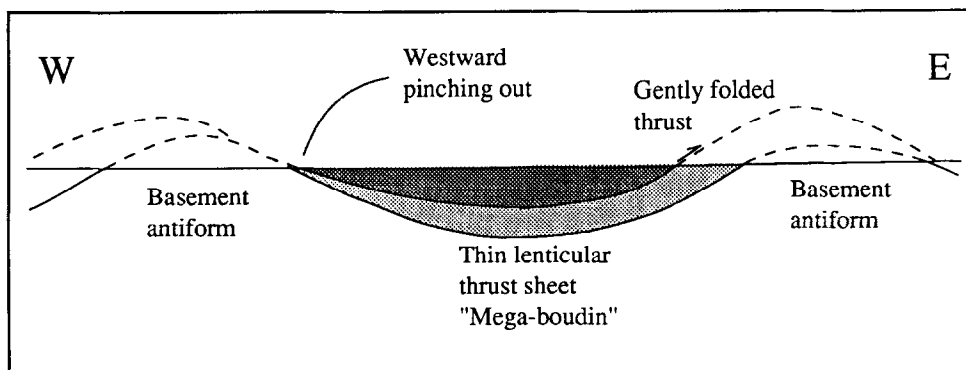 W
E
Westward
pinching out
Gently folded
thrust
Basement
antiform
Basement
antiform
Thin lenticular
thrust sheet
"Mega-boudin"